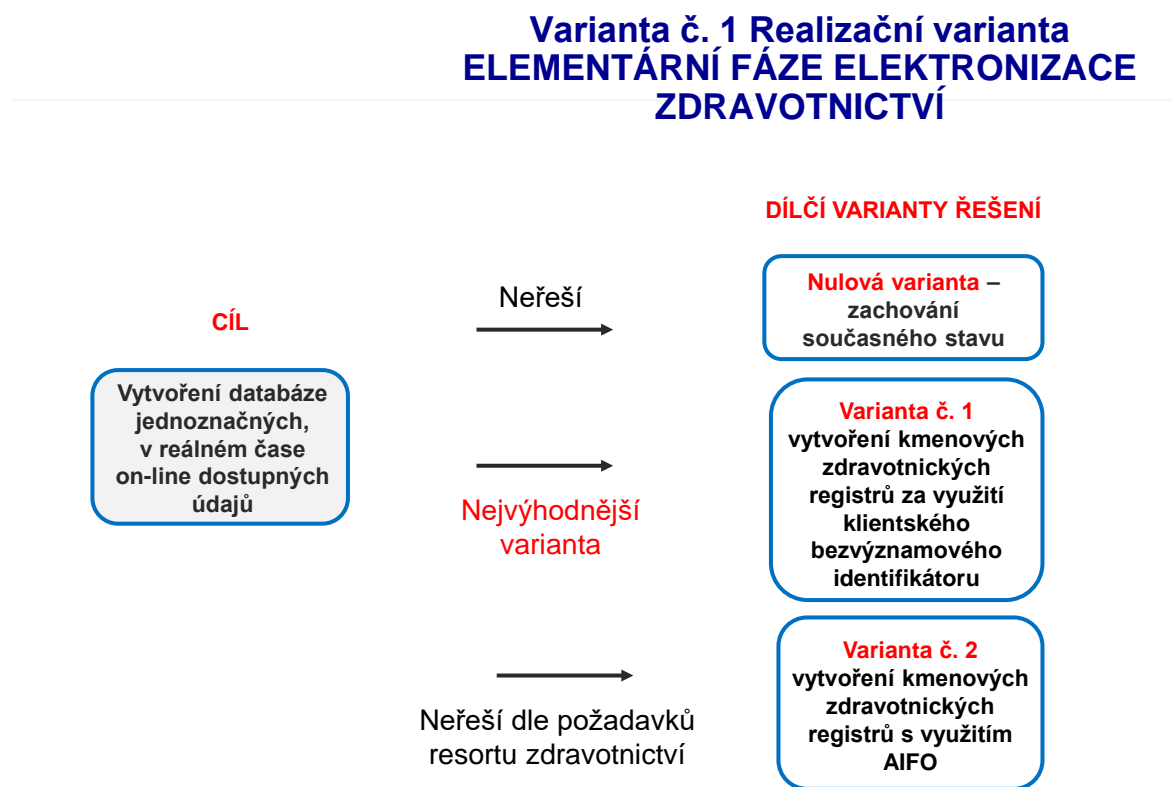 Varianta č. 1 Realizační varianta
ELEMENTÁRNÍ FÁZE ELEKTRONIZACE
ZDRAVOTNICTVÍ
DÍLČÍ VARIANTY ŘEŠENÍ
CÍL
Vytvoření databáze
jednoznačných,
v reálném čase
on-line dostupných
údajů
Neřeší
Nulová varianta –
zachování
současného stavu
Nejvýhodnější
varianta
Varianta č. 1
vytvoření kmenových
zdravotnických
registrů za využití
klientského
bezvýznamového
identifikátoru
Neřeší dle požadavků
resortu zdravotnictví
Varianta č. 2
vytvoření kmenových
zdravotnických
registrů s využitím
AIFO